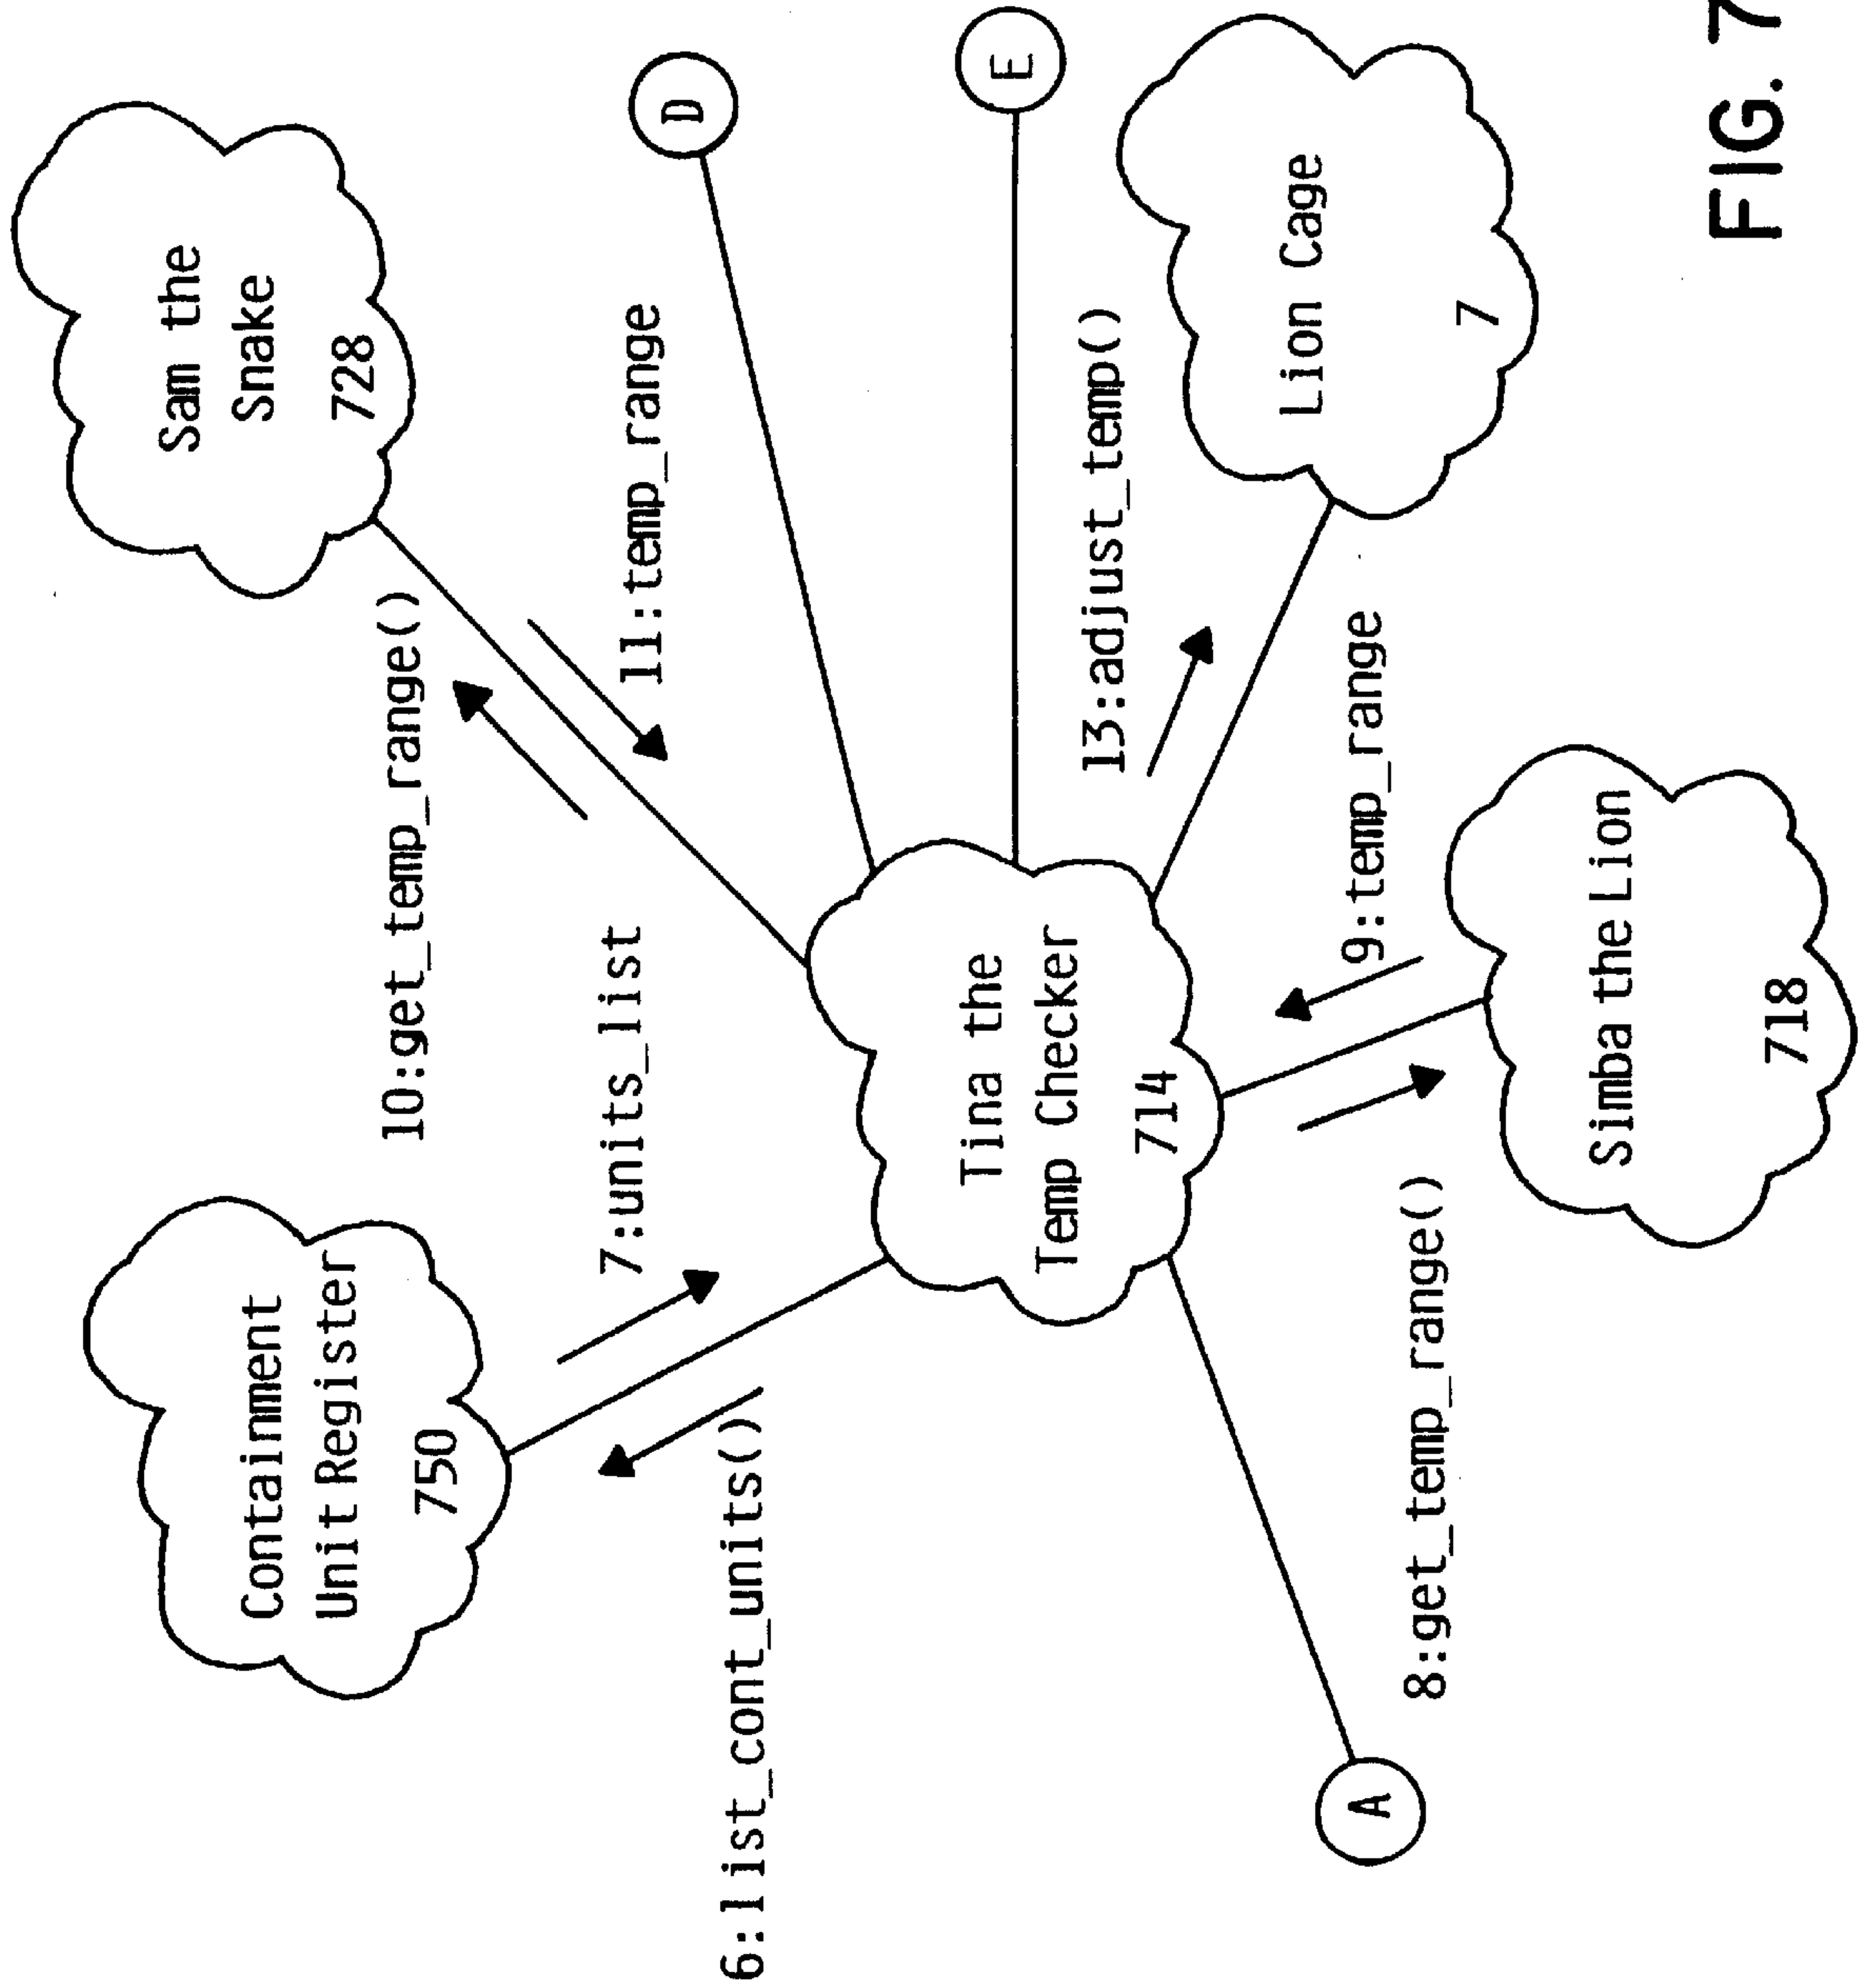 Containment
Unit Register
750
Sam the
Snake
728
10:get_temp_range()
11:temp_range
7:units_list
6:list_cont_units()
D
E
Tina the
Temp Checker
714
13:adjust_temp()
Lion Cage
7
A
8:get_temp_range()
9:temp_range
Simba the Lion
718
FIG. 7